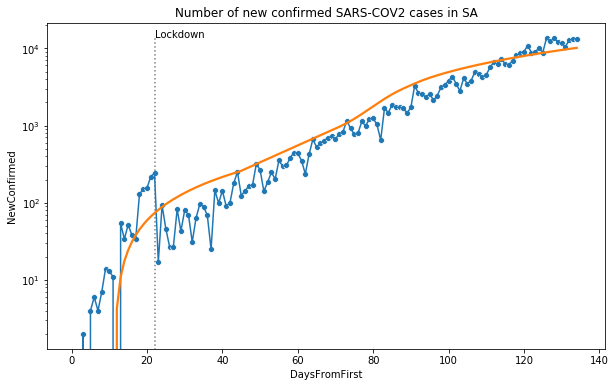 Number of new confirmed SARS-COV2 cases in SA
Lockdown
10⁴
10³
10²
10¹
NewConfirmed
0 20 40 60 80 100 120 140
DaysFromFirst